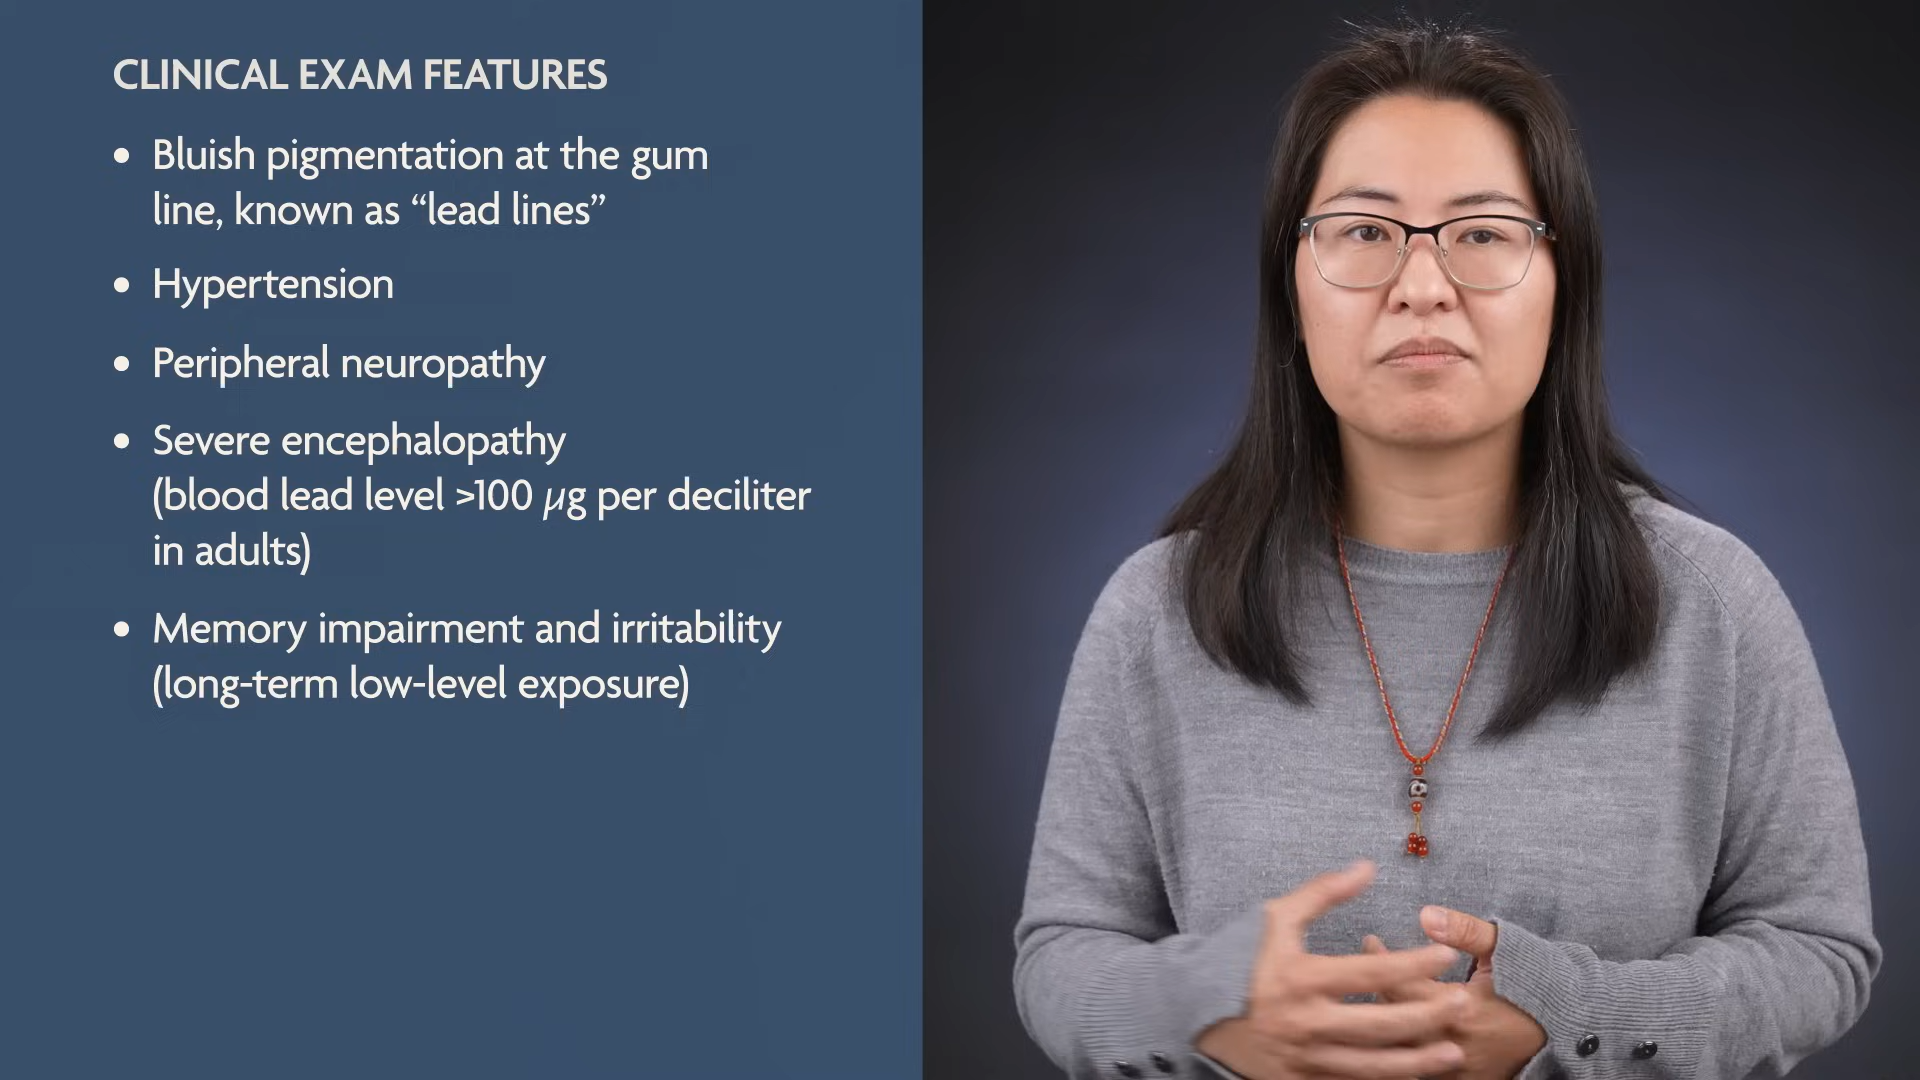 CLINICAL EXAM FEATURES
• Bluish pigmentation at the gum
line, known as “lead lines”
• Hypertension
• Peripheral neuropathy
• Severe encephalopathy
(blood lead level >100 µg per deciliter
in adults)
• Memory impairment and irritability
(long-term low-level exposure)